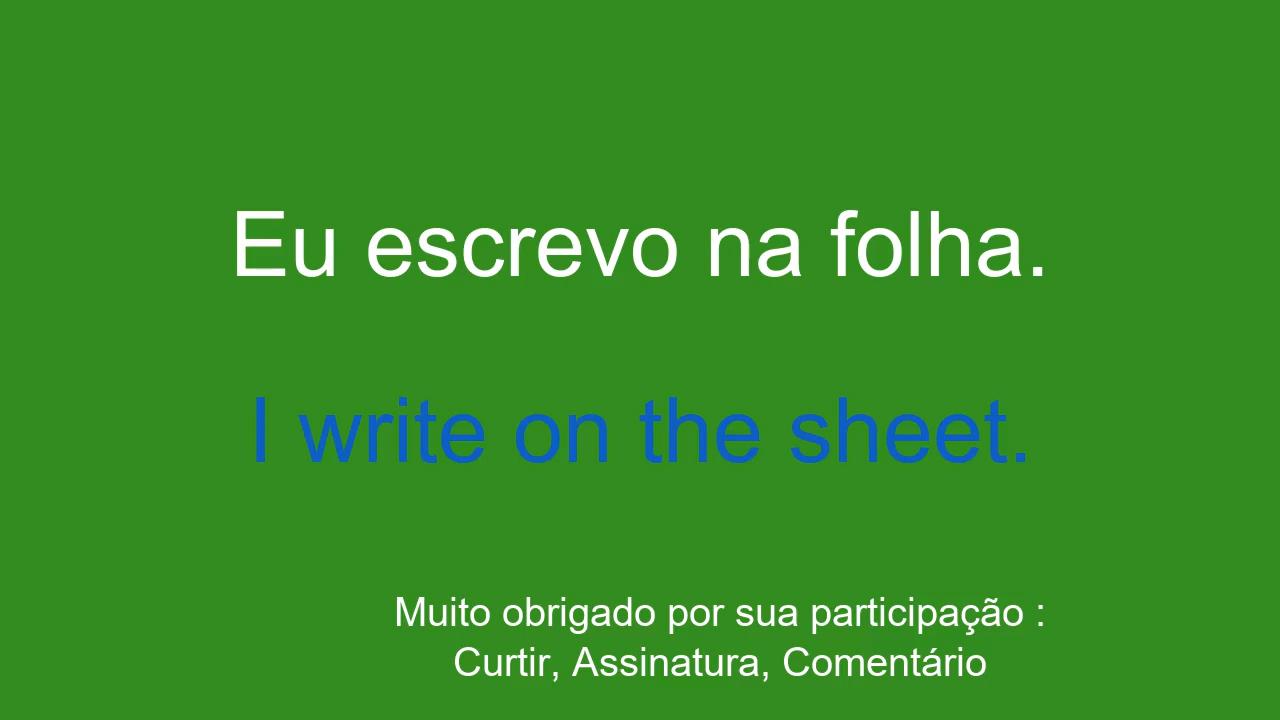 Eu escrevo na folha.
I write on the sheet.
Muito obrigado por sua participação :
Curtir, Assinatura, Comentário